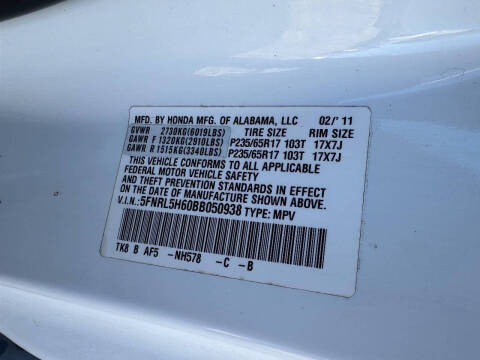 MFD. BY HONDA MFG. OF ALABAMA, LLC 02/'11
GVWR 2730KG(6019LBS) TIRE SIZE RIM SIZE
GAWR F 1320KG(2910LBS) P235/65R17 103T 17X7J
GAWR R 1515KG(3340LBS) P235/65R17 103T 17X7J
THIS VEHICLE CONFORMS TO ALL APPLICABLE
FEDERAL MOTOR VEHICLE SAFETY
AND THEFT PREVENTION STANDARDS IN EFFECT
ON THE DATE OF MANUFACTURE SHOWN ABOVE.
V.I.N.: 5FNRL5H60BB050938 TYPE: MPV
TK8 B AF5 -NH578 -C -B